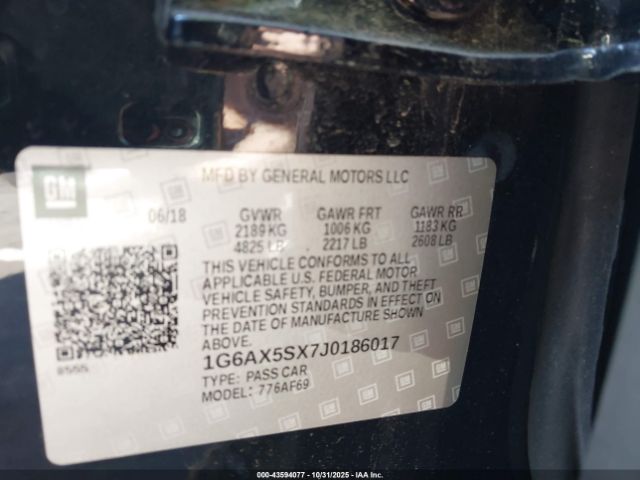 GM
MFD BY GENERAL MOTORS LLC
06/18 GVWR GAWR FRT GAWR RR
2189 KG 1006 KG 1183 KG
4825 LB 2217 LB 2608 LB
THIS VEHICLE CONFORMS TO ALL
APPLICABLE U.S. FEDERAL MOTOR
VEHICLE SAFETY, BUMPER, AND THEFT
PREVENTION STANDARDS IN EFFECT ON
THE DATE OF MANUFACTURE SHOWN
ABOVE.
1G6AX5SX7J0186017
TYPE: PASS CAR
MODEL: 776AF69
000-43594077 - 10/31/2025 - IAAI.com